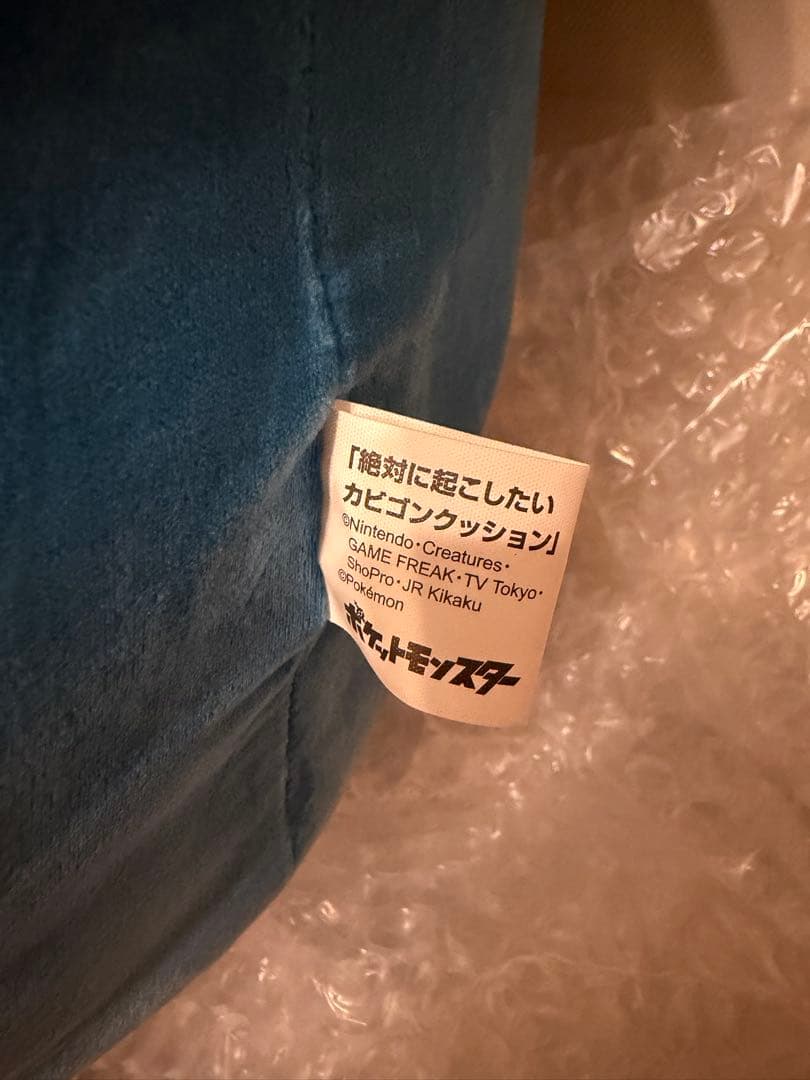 「絶対に起こしたい
カビゴンクッション」
©Nintendo・Creatures・
GAME FREAK・TV Tokyo・
ShoPro・JR Kikaku
©Pokémon
ポケットモンスター